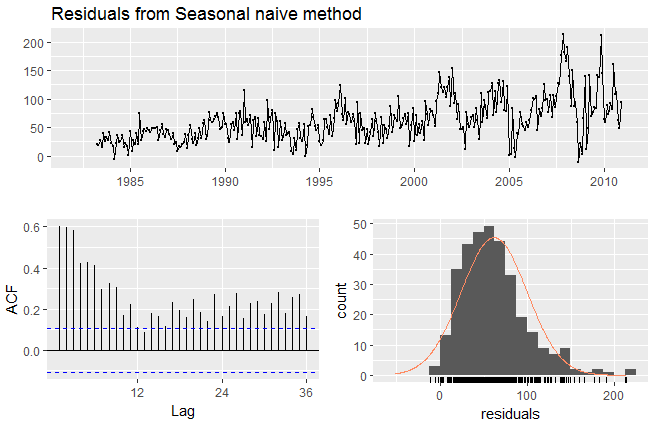 Residuals from Seasonal naive method
200
150
100
50
0
1985 1990 1995 2000 2005 2010
0.6
0.4
0.2
0.0
ACF
12 24 36
Lag
50
40
30
20
10
0
count
0 100 200
residuals